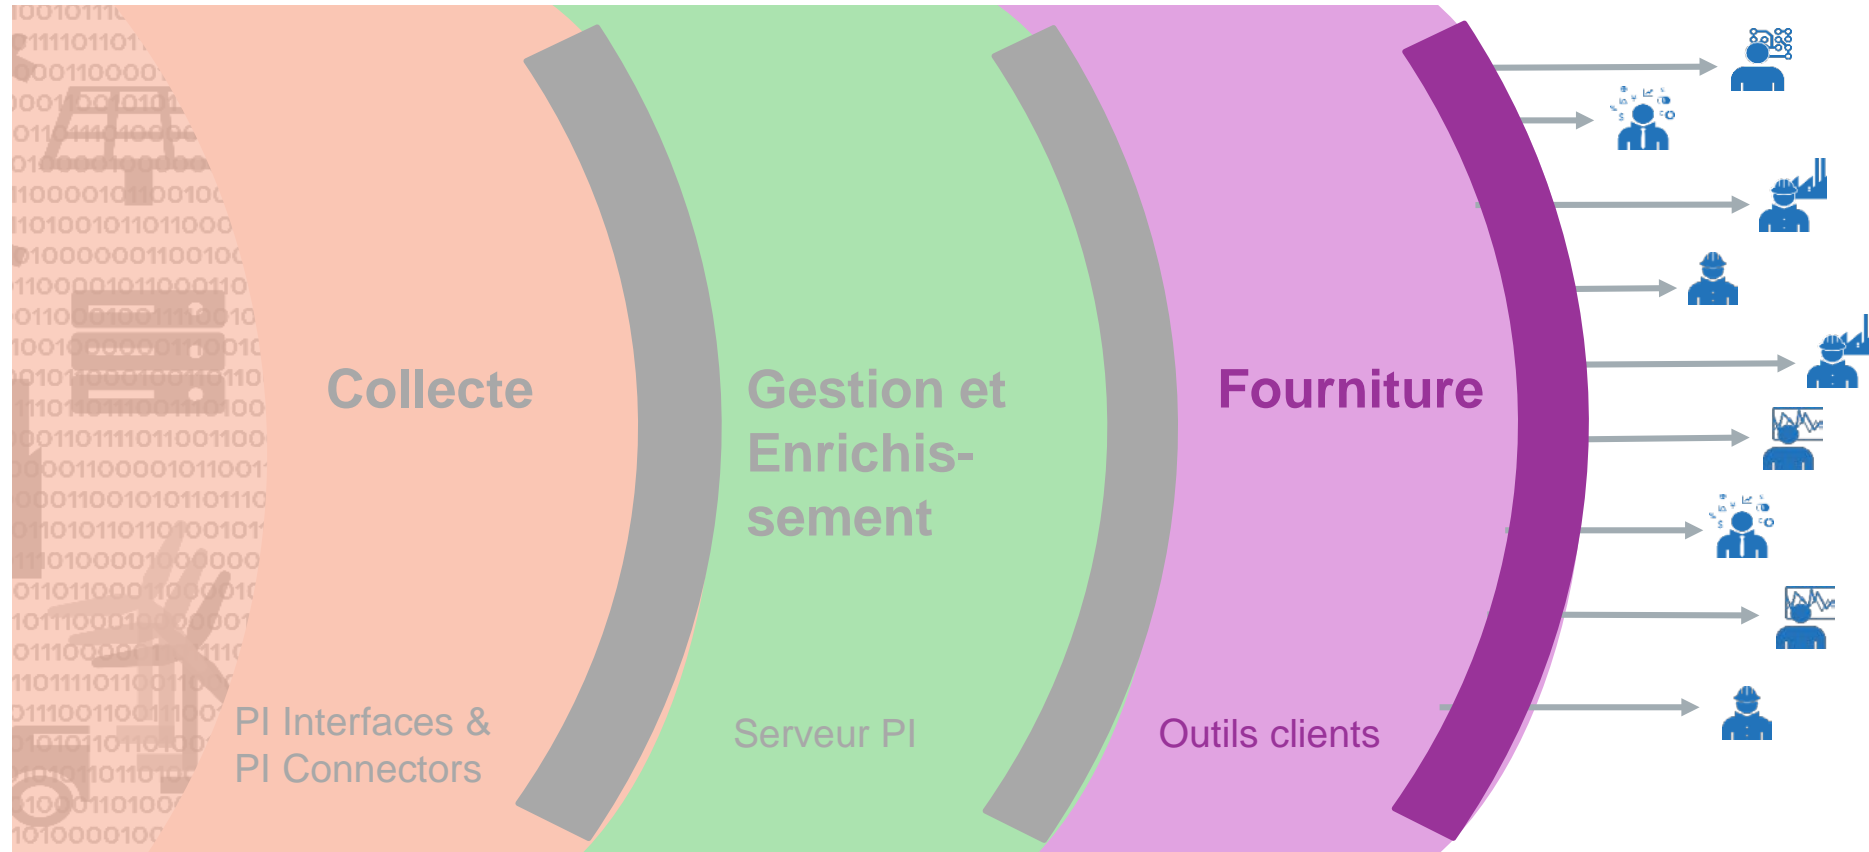 Collecte
Gestion et
Enrichis-
sement
Fourniture
PI Interfaces &
PI Connectors
Serveur PI
Outils clients